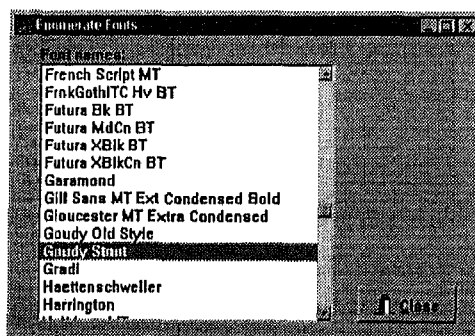 Enumerate Fonts
Font names:
French Script MT
FrnkGothITC Hv BT
Futura Bk BT
Futura MdCn BT
Futura XBlk BT
Futura XBlkCn BT
Garamond
Gill Sans MT Ext Condensed Bold
Gloucester MT Extra Condensed
Goudy Old Style
Goudy Stout
Gradl
Haettenschweiler
Harrington
Close